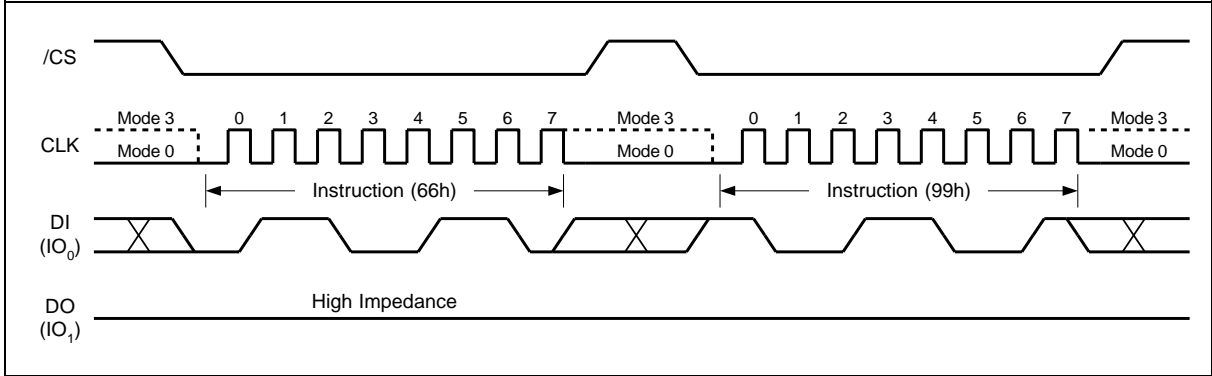 /CS
Mode 3 0 1 2 3 4 5 6 7 Mode 3 0 1 2 3 4 5 6 7 Mode 3
CLK Mode 0 Mode 0 Mode 0
Instruction (66h) Instruction (99h)
DI
(IO0)
DO High Impedance
(IO1)